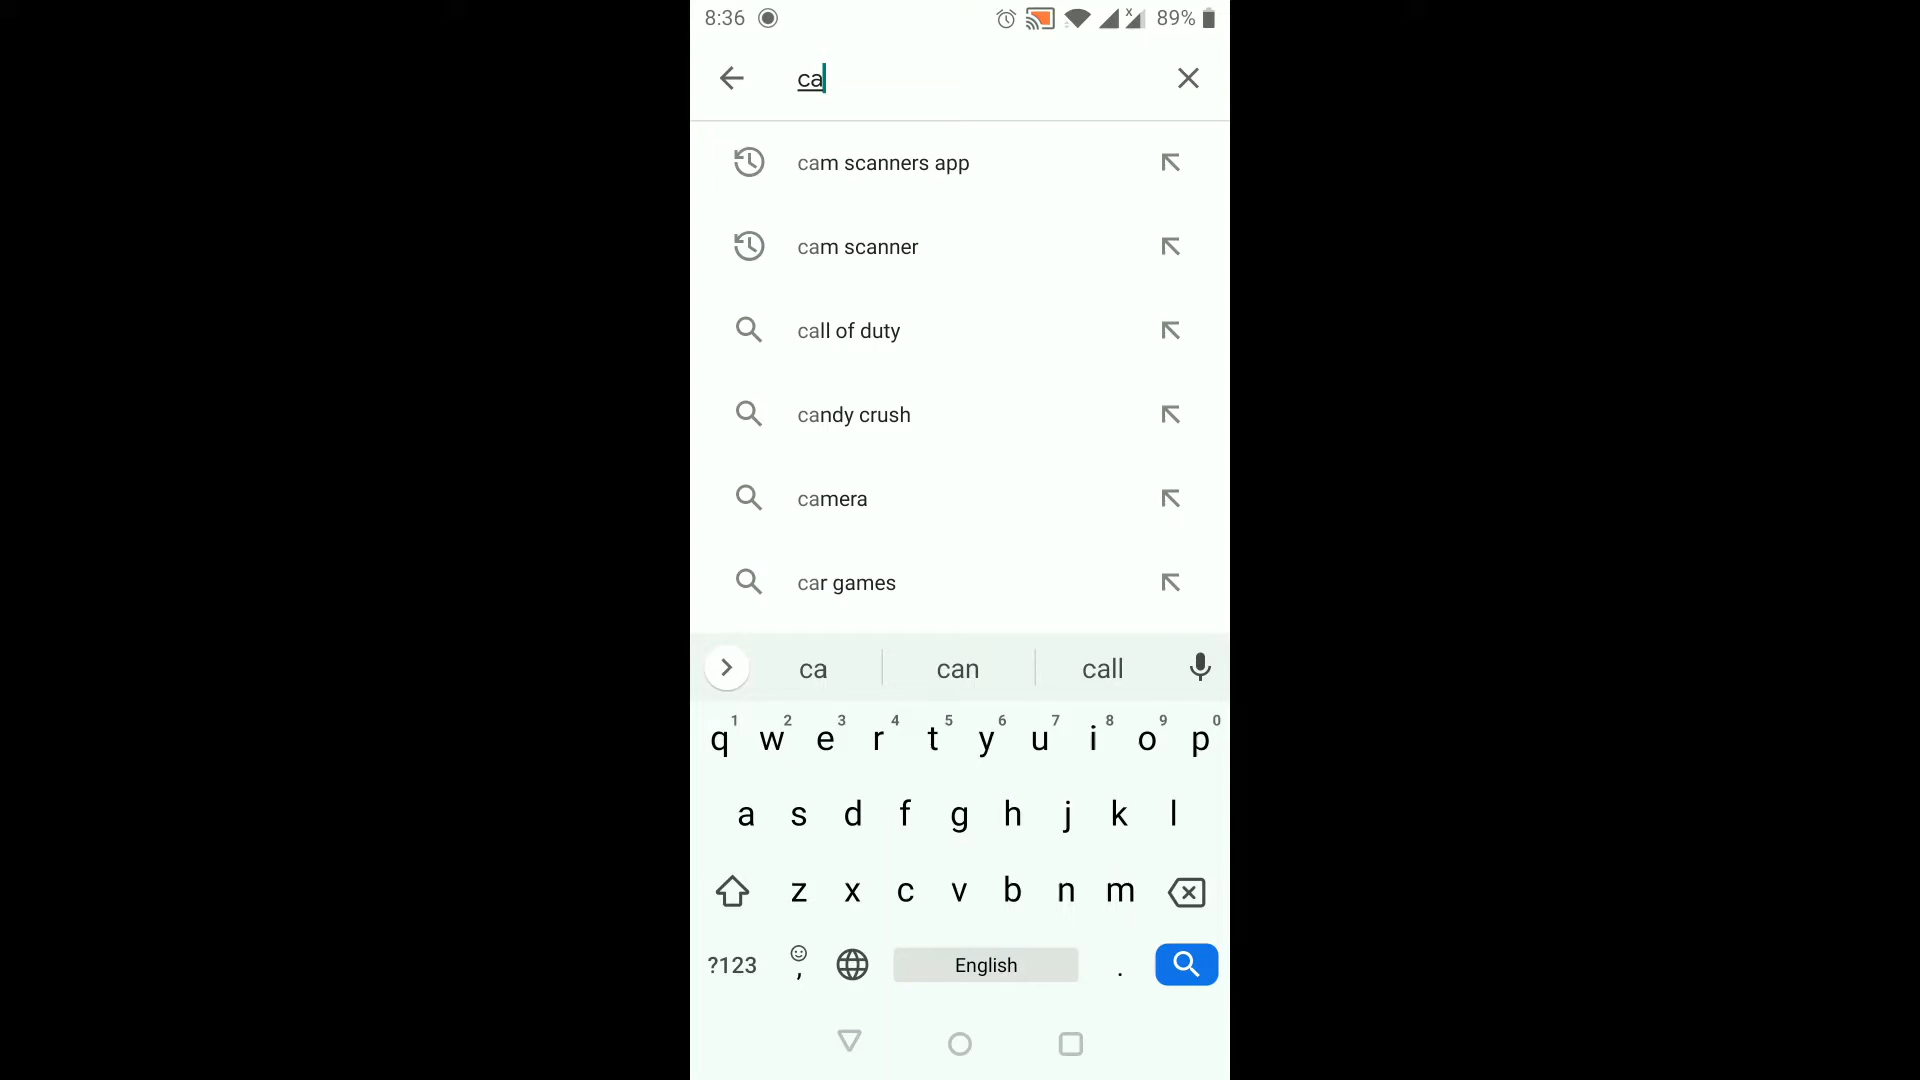 8:36 x 89%
ca
cam scanners app
cam scanner
call of duty
candy crush
camera
car games
ca can call
1 2 3 4 5 6 7 8 9 0
q w e r t y u i o p
a s d f g h j k l
z x c v b n m
?123 , English .